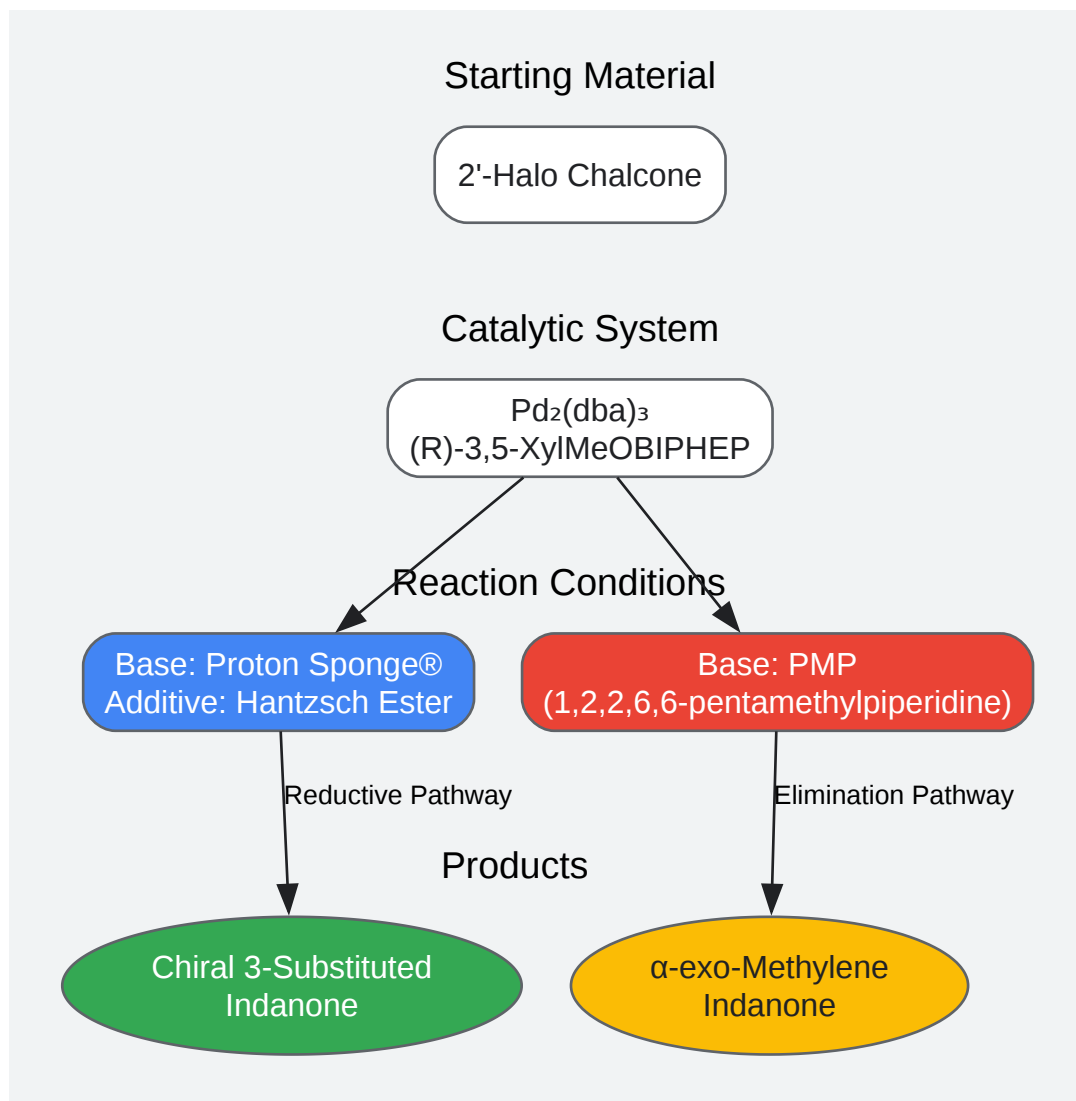 Starting Material
2'-Halo Chalcone
Catalytic System
Pd₂(dba)₃
(R)-3,5-XylMeOBIPHEP
Reaction Conditions
Base: Proton Sponge®
Additive: Hantzsch Ester
Base: PMP
(1,2,2,6,6-pentamethylpiperidine)
Reductive Pathway
Elimination Pathway
Products
Chiral 3-Substituted
Indanone
α-exo-Methylene
Indanone